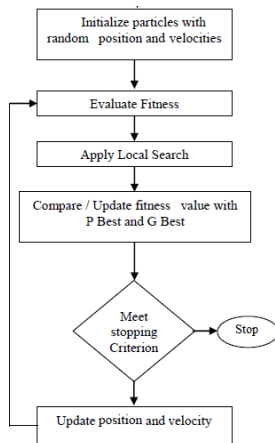 Initialize particles with
random position and velocities
Evaluate Fitness
Apply Local Search
Compare / Update fitness value with
P Best and G Best
Meet
stopping
Criterion
Stop
Update position and velocity